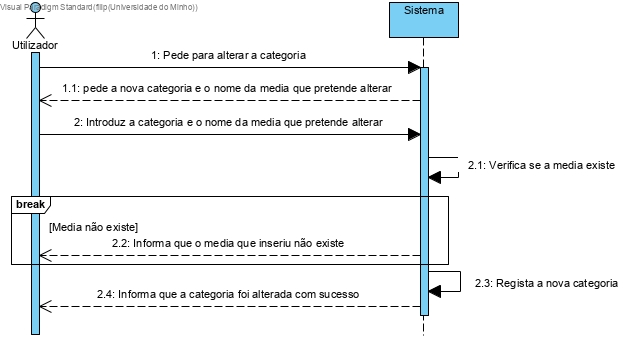 Visual Paradigm Standard(filip(Universidade do Minho))
Sistema
Utilizador
1: Pede para alterar a categoria
1.1: pede a nova categoria e o nome da media que pretende alterar
2: Introduz a categoria e o nome da media que pretende alterar
2.1: Verifica se a media existe
break
[Media não existe]
2.2: Informa que o media que inseriu não existe
2.3: Regista a nova categoria
2.4: Informa que a categoria foi alterada com sucesso